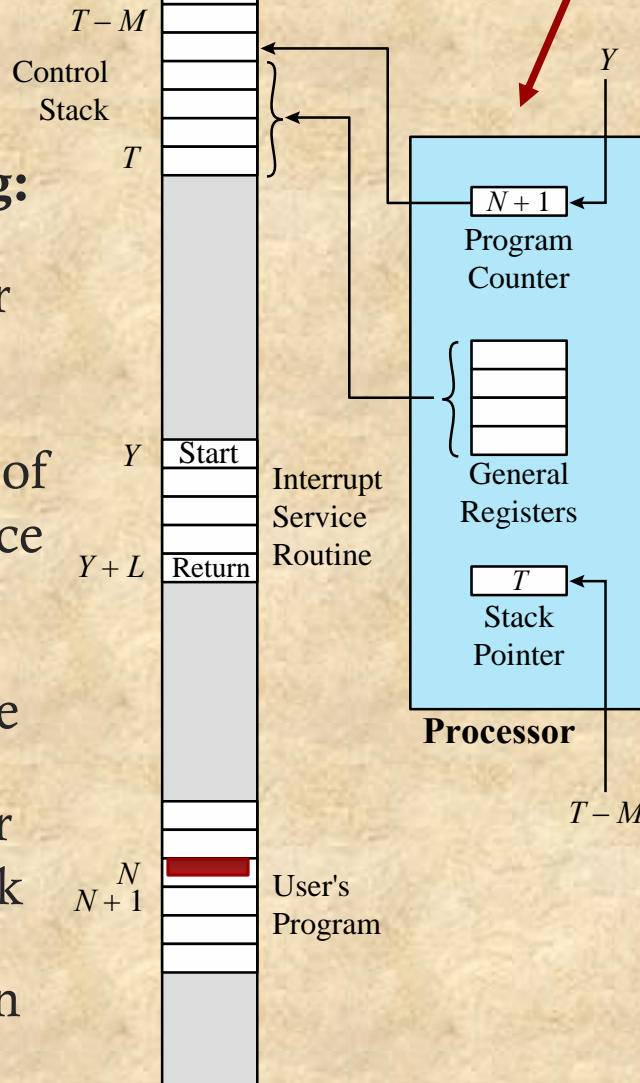 T – M
Control
Stack
T
g:
r
of
ce
e
r
k
n
Y
Start
Y + L
Return
Interrupt
Service
Routine
N
N + 1
User's
Program
Y
N + 1
Program
Counter
General
Registers
T
Stack
Pointer
Processor
T – M